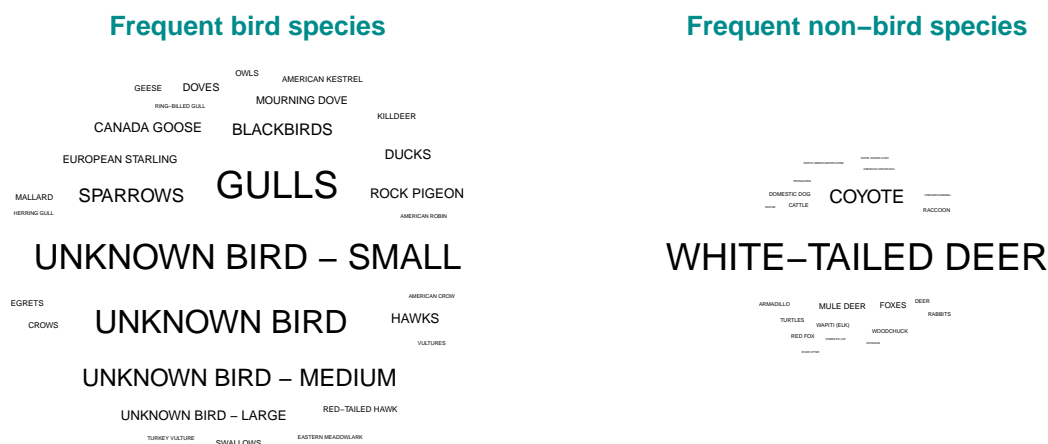 Frequent bird species
OWLS
GEESE
DOVES
AMERICAN KESTREL
RING–BILLED GULL
MOURNING DOVE
KILLDEER
CANADA GOOSE
BLACKBIRDS
EUROPEAN STARLING
DUCKS
MALLARD
SPARROWS
GULLS
ROCK PIGEON
HERRING GULL
AMERICAN ROBIN
UNKNOWN BIRD – SMALL
EGRETS
AMERICAN CROW
CROWS
UNKNOWN BIRD
HAWKS
VULTURES
UNKNOWN BIRD – MEDIUM
UNKNOWN BIRD – LARGE
RED–TAILED HAWK
TURKEY VULTURE
SWALLOWS
EASTERN MEADOWLARK
Frequent non–bird species
DOMESTIC DOG
COYOTE
CATTLE
RACCOON
WHITE–TAILED DEER
ARMADILLO
MULE DEER
FOXES
DEER
RABBITS
TURTLES
WAPITI (ELK)
WOODCHUCK
RED FOX